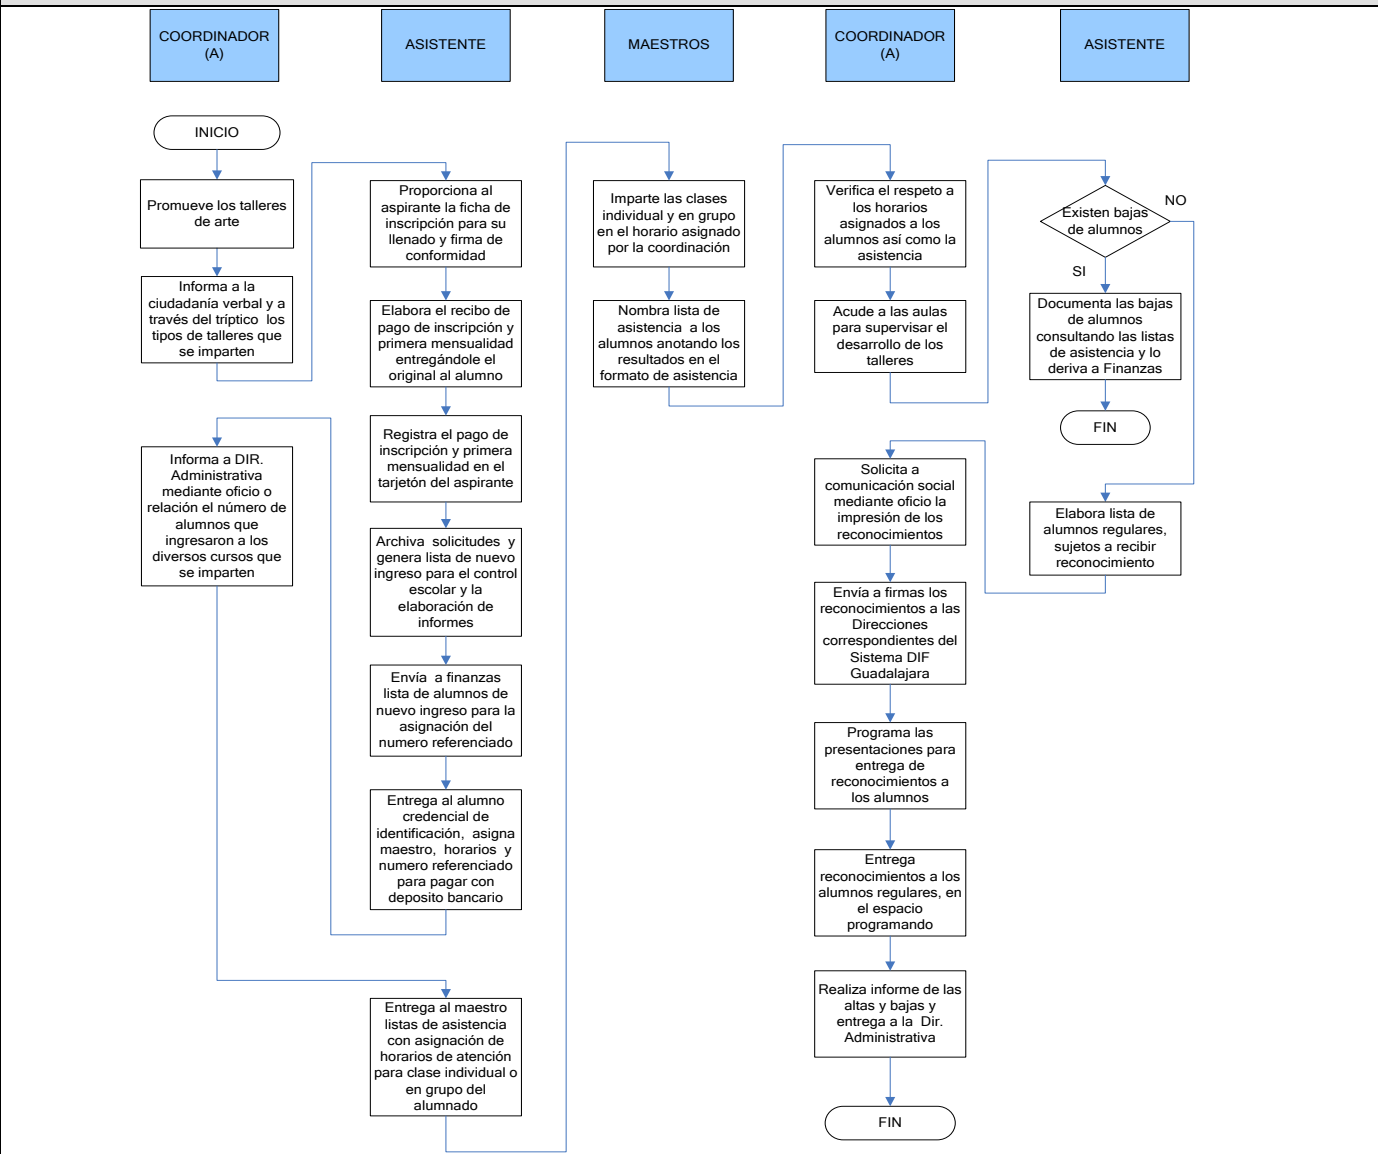 COORDINADOR
(A)
ASISTENTE
MAESTROS
COORDINADOR
(A)
ASISTENTE
INICIO
Promueve los talleres
de arte
Informa a la
ciudadanía verbal y a
través del tríptico los
tipos de talleres que
se imparten
Proporciona al
aspirante la ficha de
inscripción para su
llenado y firma de
conformidad
Elabora el recibo de
pago de inscripción y
primera mensualidad
entregándole el
original al alumno
Registra el pago de
inscripción y primera
mensualidad en el
tarjetón del aspirante
Archiva solicitudes y
genera lista de nuevo
ingreso para el control
escolar y la
elaboración de
informes
Envía a finanzas
lista de alumnos de
nuevo ingreso para la
asignación del
numero referenciado
Entrega al alumno
credencial de
identificación, asigna
maestro, horarios y
numero referenciado
para pagar con
deposito bancario
Informa a DIR.
Administrativa
mediante oficio o
relación el número de
alumnos que
ingresaron a los
diversos cursos que
se imparten
Entrega al maestro
listas de asistencia
con asignación de
horarios de atención
para clase individual o
en grupo del
alumnado
Imparte las clases
individual y en grupo
en el horario asignado
por la coordinación
Nombra lista de
asistencia a los
alumnos anotando los
resultados en el
formato de asistencia
Verifica el respeto a
los horarios
asignados a los
alumnos así como la
asistencia
Acude a las aulas
para supervisar el
desarrollo de los
talleres
Existen bajas
de alumnos
NO
SI
Documenta las bajas
de alumnos
consultando las listas
de asistencia y lo
deriva a Finanzas
FIN
Elabora lista de
alumnos regulares,
sujetos a recibir
reconocimiento
Solicita a
comunicación social
mediante oficio la
impresión de los
reconocimientos
Envía a firmas los
reconocimientos a las
Direcciones
correspondientes del
Sistema DIF
Guadalajara
Programa las
presentaciones para
entrega de
reconocimientos a
los alumnos
Entrega
reconocimientos a los
alumnos regulares, en
el espacio
programando
Realiza informe de las
altas y bajas y
entrega a la Dir.
Administrativa
FIN